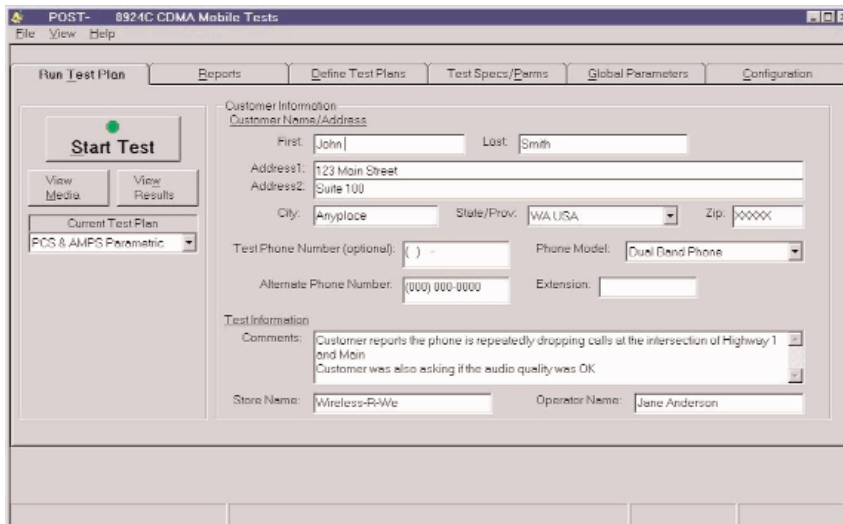 POST- 8924C CDMA Mobile Tests
File View Help
Run Test Plan Reports Define Test Plans Test Specs/Parms Global Parameters Configuration
Start Test
View Media
View Results
Current Test Plan
PCS & AMPS Parametric
Customer Information
Customer Name/Address
First: John Last: Smith
Address1: 123 Main Street
Address2: Suite 100
City: Anyplace State/Prov: WA USA Zip: XXXXX
Test Phone Number (optional): ( ) - Phone Model: Dual Band Phone
Alternate Phone Number: (000) 000-0000 Extension:
Test Information
Comments: Customer reports the phone is repeatedly dropping calls at the intersection of Highway 1
and Main
Customer was also asking if the audio quality was OK
Store Name: Wireless-R-We Operator Name: Jane Anderson